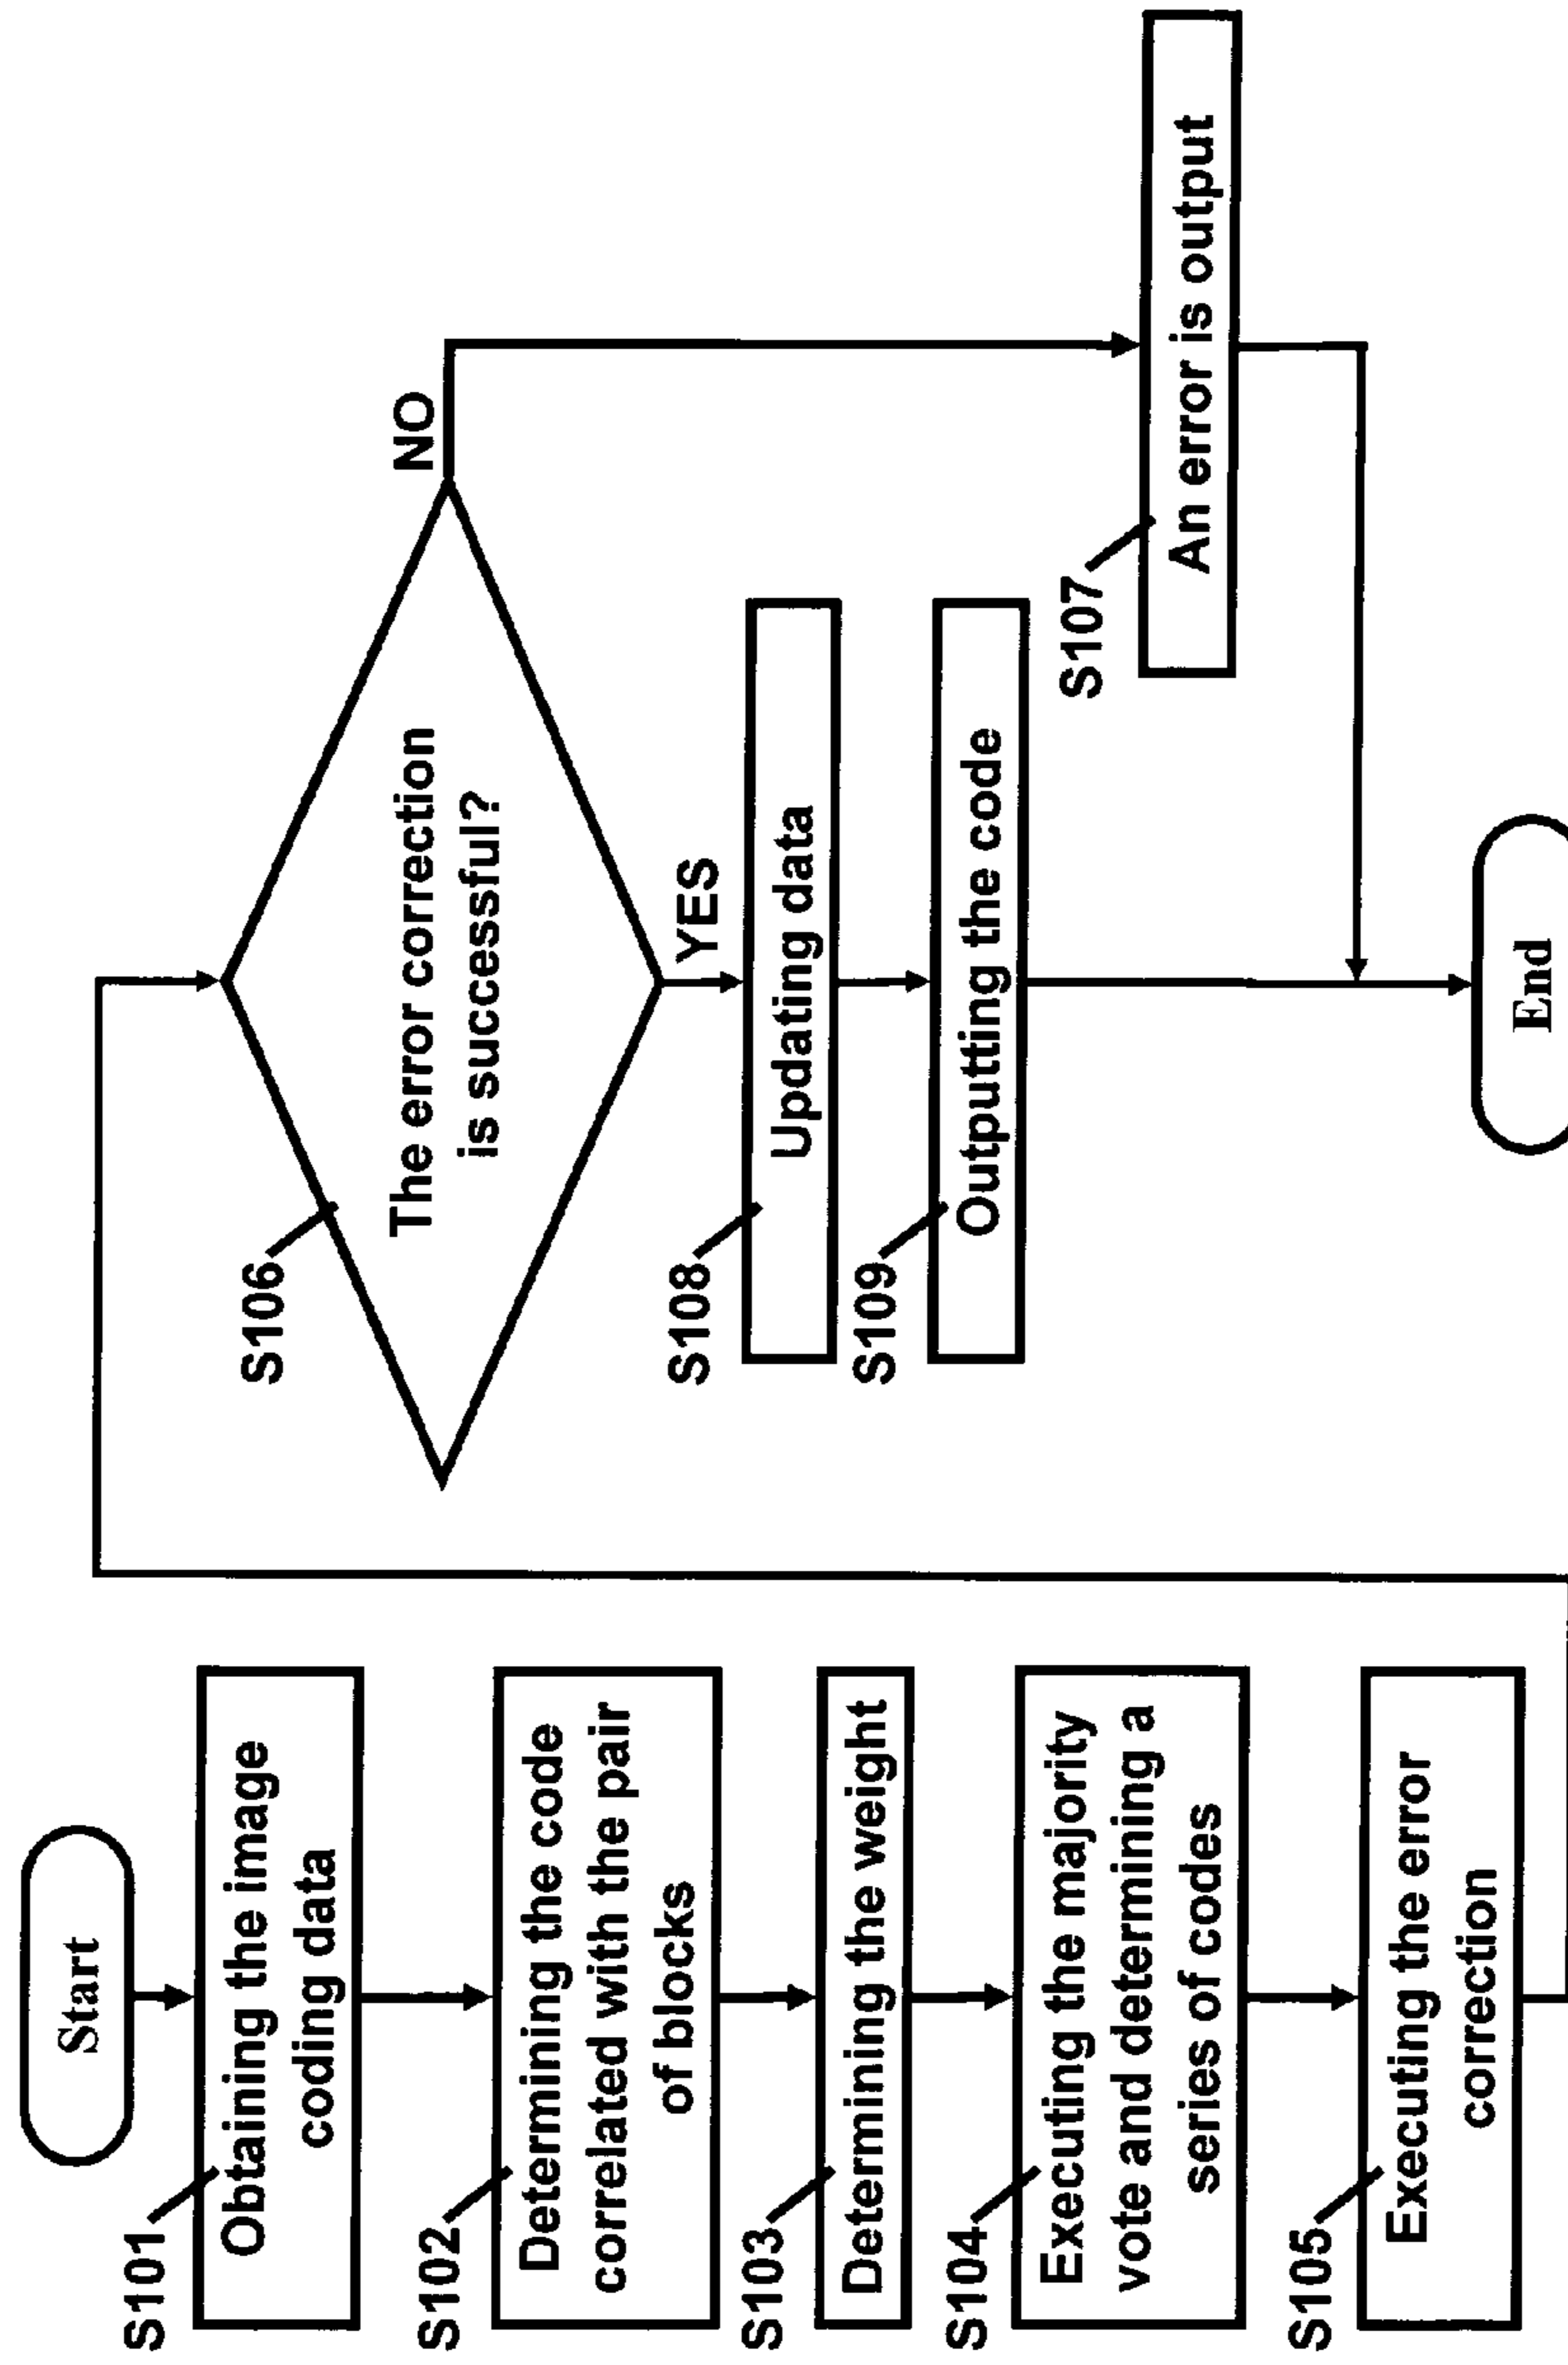 Start
S101
Obtaining the image
coding data
S102
Determining the code
correlated with the pair
of blocks
S103
Determining the weight
S104
Executing the majority
vote and determining a
series of codes
S105
Executing the error
correction
S106
The error correction
is successful?
NO
YES
S108
Updating data
S109
Outputting the code
S107
An error is output
End